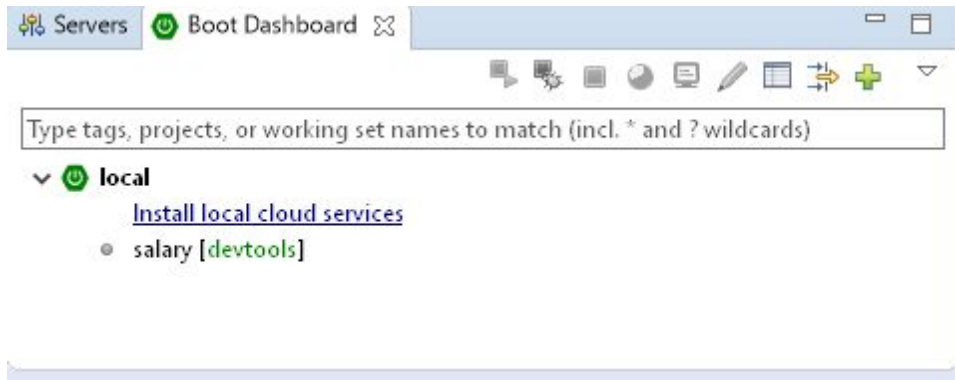 Servers Boot Dashboard
Type tags, projects, or working set names to match (incl. * and ? wildcards)
local
Install local cloud services
salary [devtools]